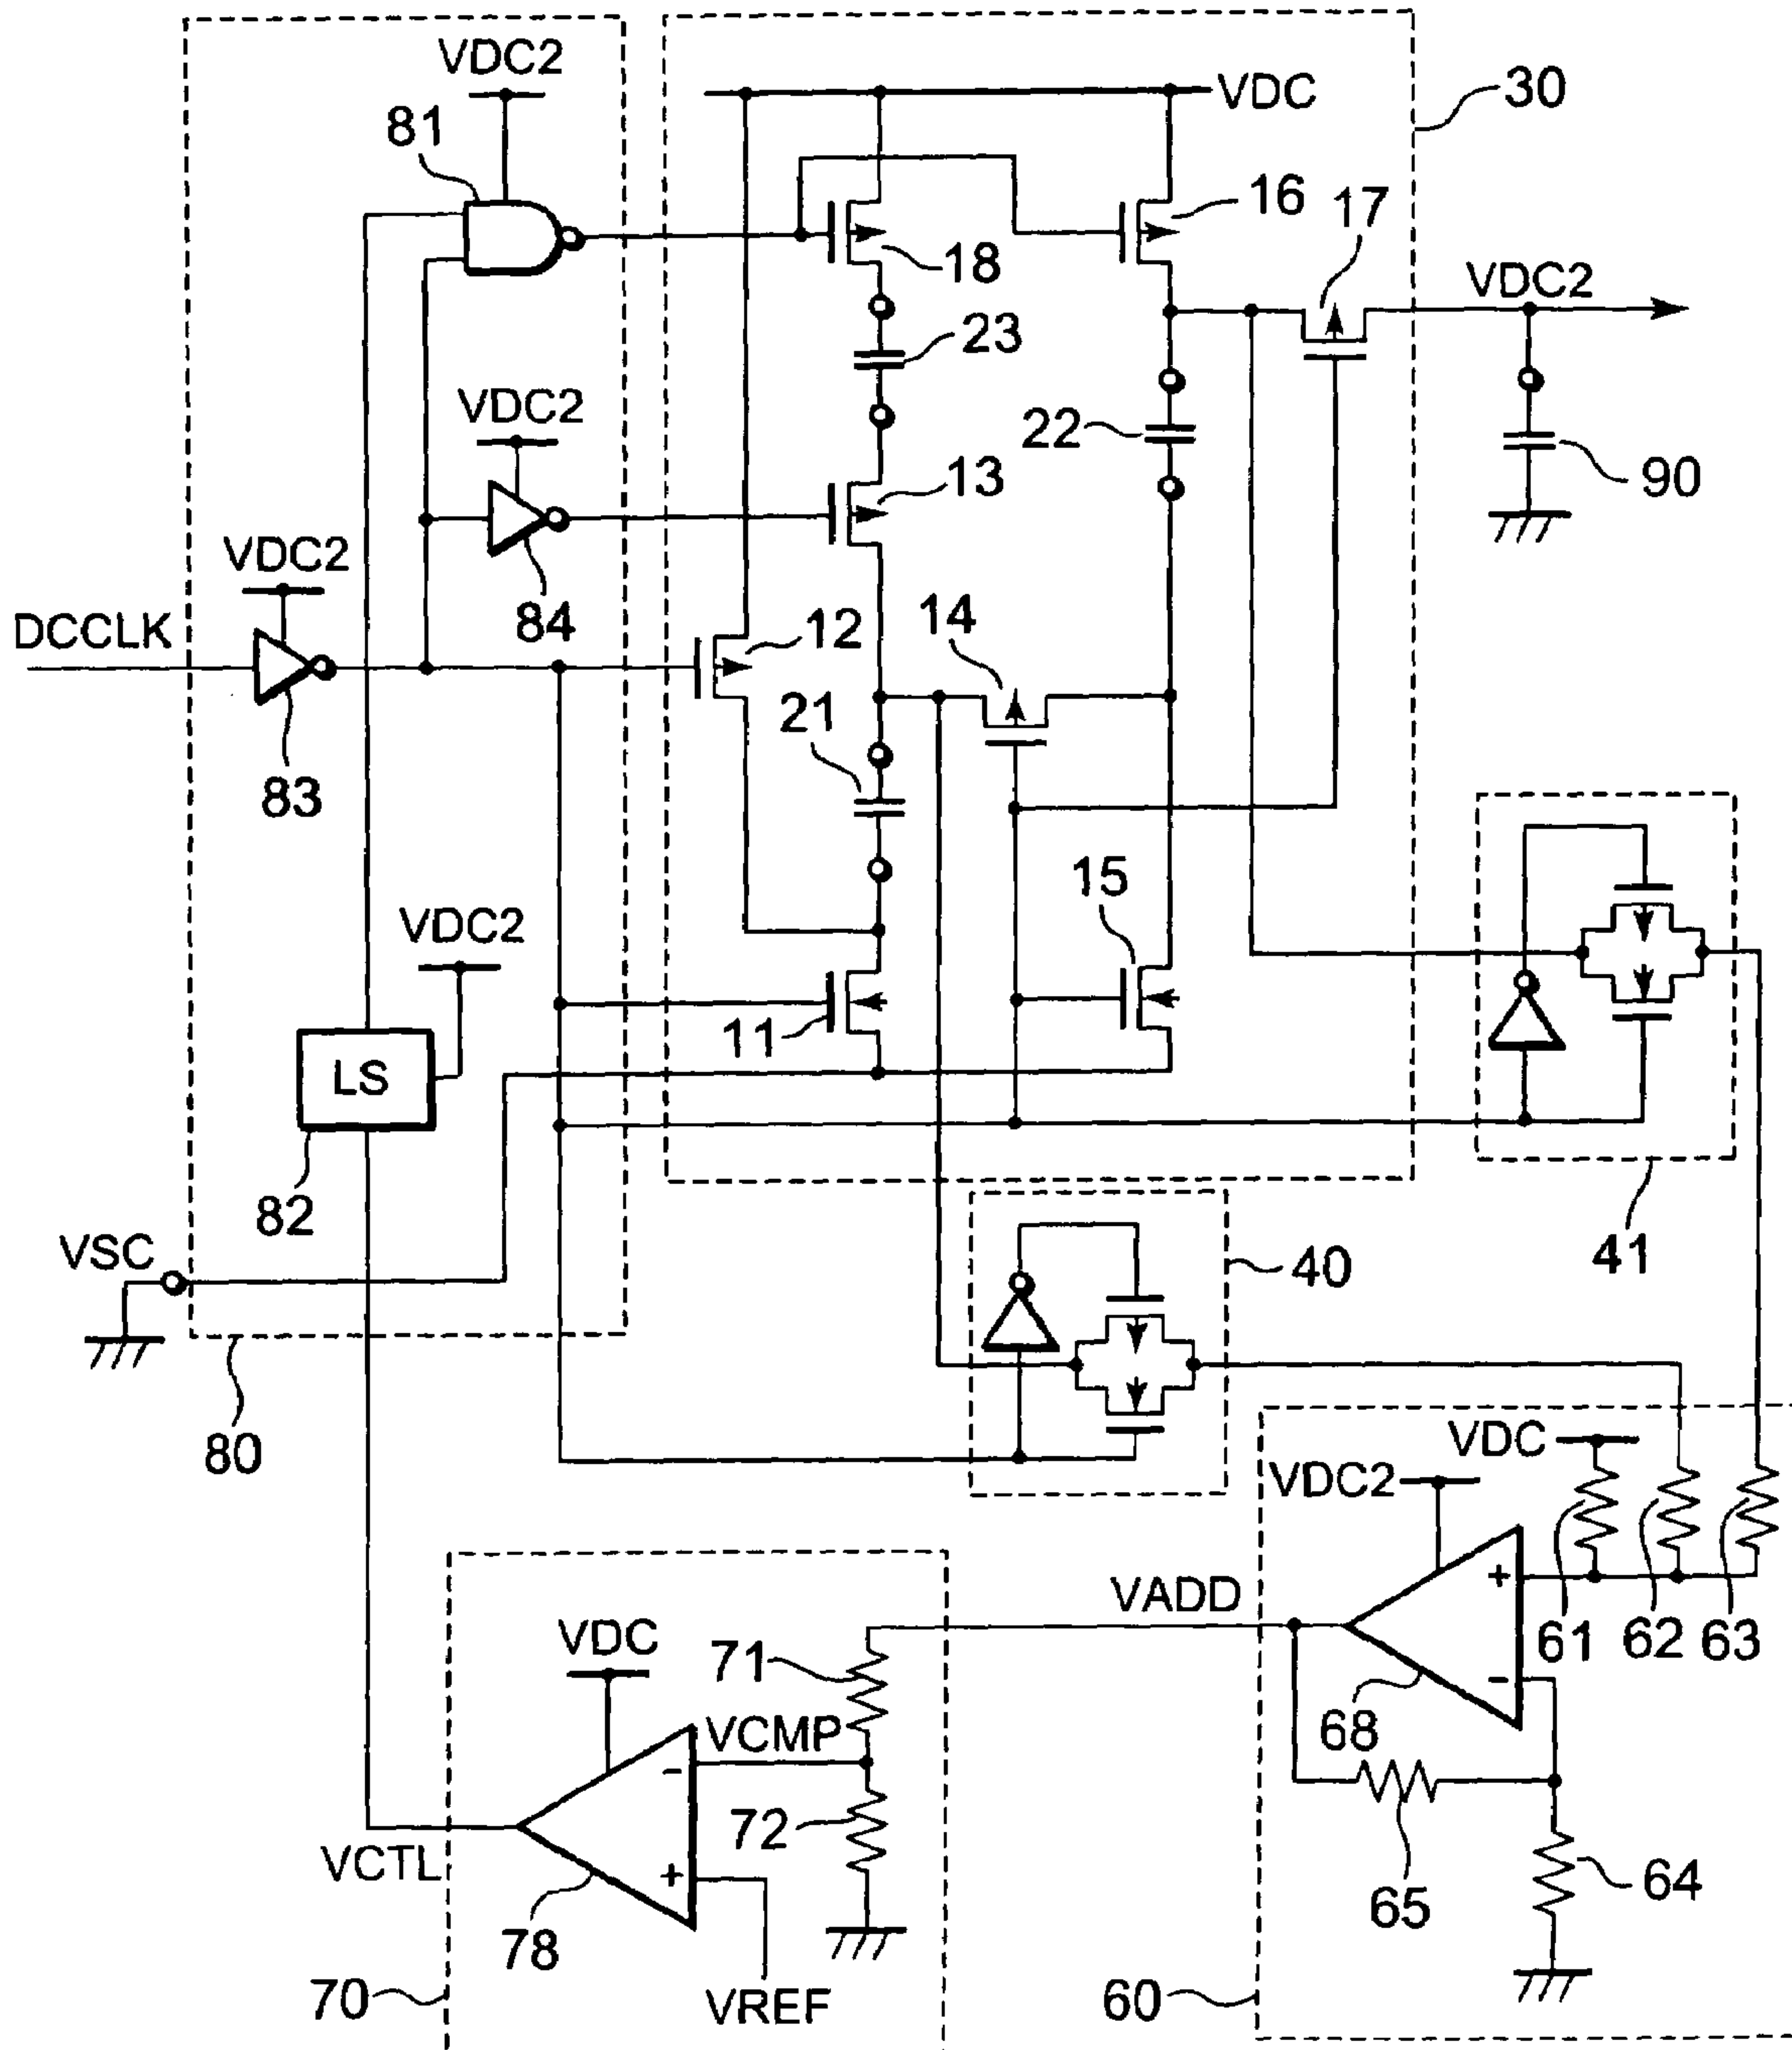 VDC2
81
VDC
30
16
17
18
VDC2
23
VDC2
22
90
13
VDC2
84
DCCLK
12
14
21
83
15
VDC2
11
LS
82
41
VSC
40
80
VDC
VDC2
+
61
62
63
VADD
-
68
71
VDC
VCMP
-
72
65
64
VCTL
+
78
70
VREF
60